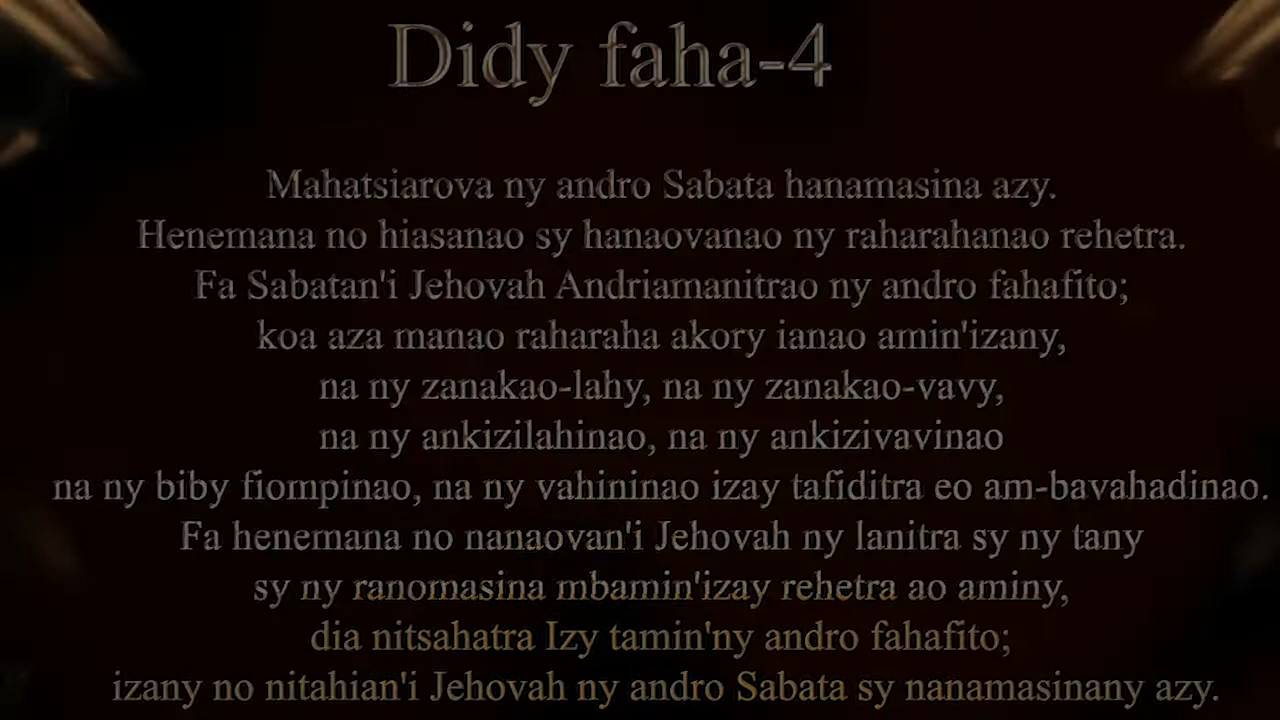 Didy faha-4
Mahatsiarova ny andro Sabata hanamasina azy.
Henemana no hiasanao sy hanaovanao ny raharahanao rehetra.
Fa Sabatan'i Jehovah Andriamanitrao ny andro fahafito;
koa aza manao raharaha akory ianao amin'izany,
na ny zanakao-lahy, na ny zanakao-vavy,
na ny ankizilahinao, na ny ankizivavinao
na ny biby fiompinao, na ny vahininao izay tafiditra eo am-bavahadinao.
Fa henemana no nanaovan'i Jehovah ny lanitra sy ny tany
sy ny ranomasina mbamin'izay rehetra ao aminy,
dia nitsahatra Izy tamin'ny andro fahafito;
izany no nitahian'i Jehovah ny andro Sabata sy nanamasinany azy.